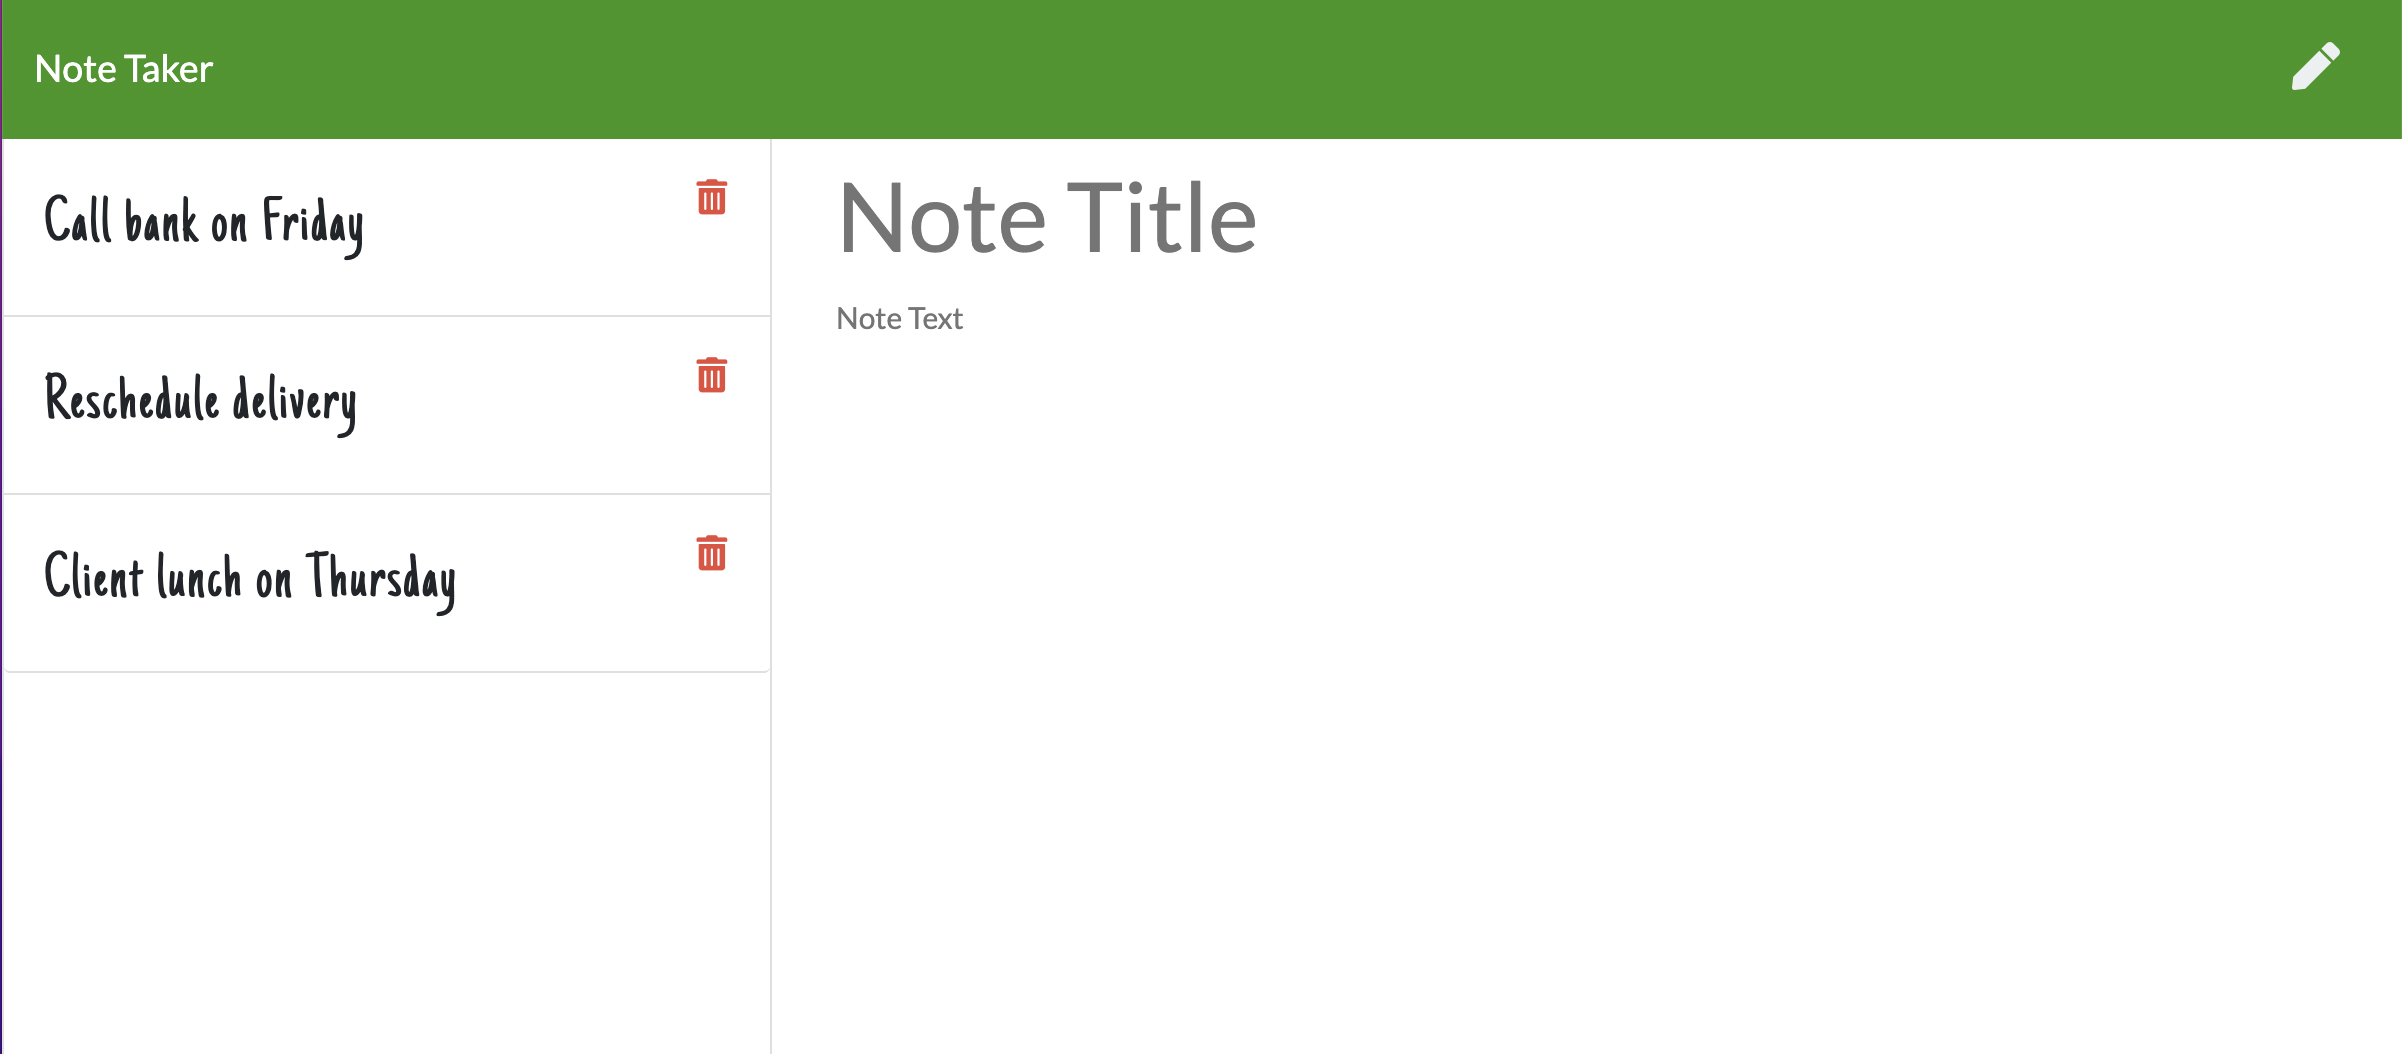 Note Taker
Call bank on Friday
Reschedule delivery
Client lunch on Thursday
Note Title
Note Text